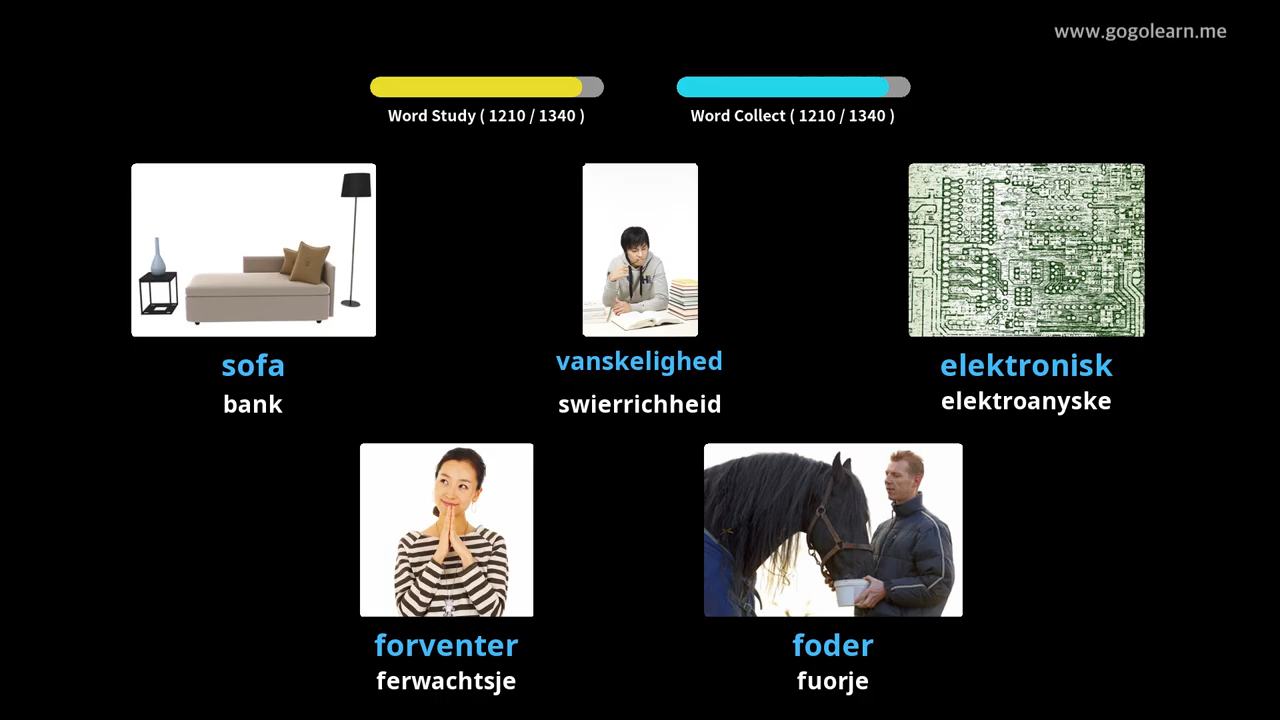 www.gogolearn.me
Word Study ( 1210 / 1340 )
Word Collect ( 1210 / 1340 )
sofa
bank
vanskelighed
swierrichheid
elektronisk
elektroanyske
forventer
ferwachtsje
foder
fuorje